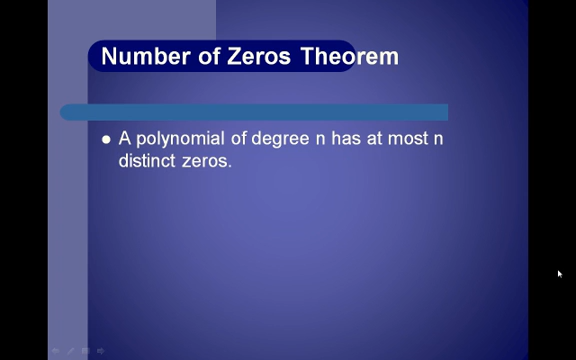 Number of Zeros Theorem
● A polynomial of degree n has at most n
distinct zeros.